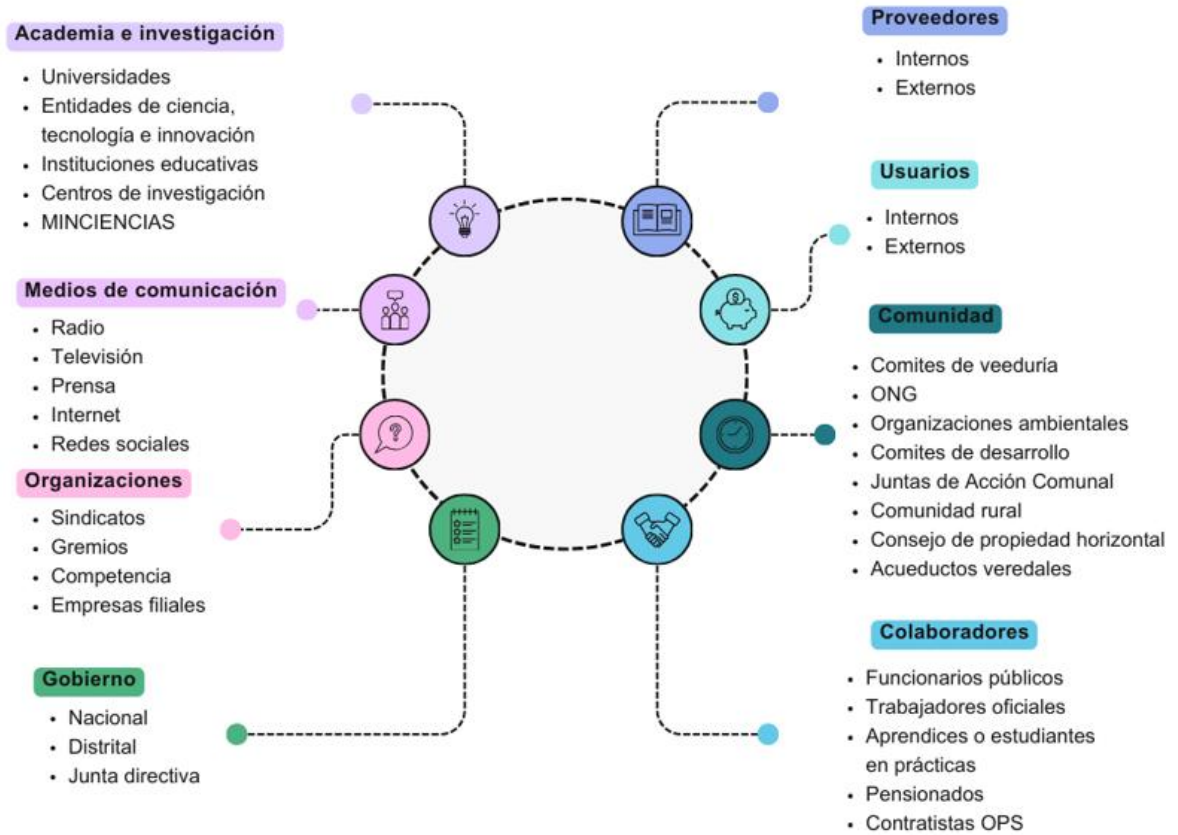 Academia e investigación
• Universidades
• Entidades de ciencia,
tecnología e innovación
• Instituciones educativas
• Centros de investigación
• MINCIENCIAS
Medios de comunicación
• Radio
• Televisión
• Prensa
• Internet
• Redes sociales
Organizaciones
• Sindicatos
• Gremios
• Competencia
• Empresas filiales
Gobierno
• Nacional
• Distrital
• Junta directiva
Proveedores
• Internos
• Externos
Usuarios
• Internos
• Externos
Comunidad
• Comites de veeduría
• ONG
• Organizaciones ambientales
• Comites de desarrollo
• Juntas de Acción Comunal
• Comunidad rural
• Consejo de propiedad horizontal
• Acueductos veredales
Colaboradores
• Funcionarios públicos
• Trabajadores oficiales
• Aprendices o estudiantes
en prácticas
• Pensionados
• Contratistas OPS